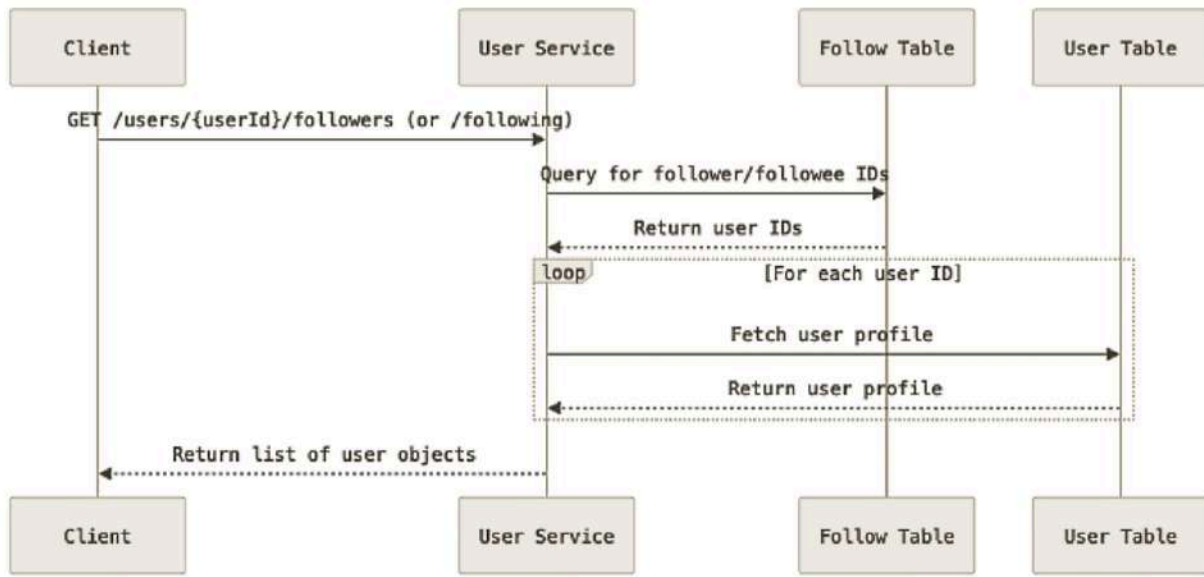 Client
User Service
Follow Table
User Table
GET /users/{userId}/followers (or /following)
Query for follower/followee IDs
Return user IDs
loop
[For each user ID]
Fetch user profile
Return user profile
Return list of user objects
Client
User Service
Follow Table
User Table